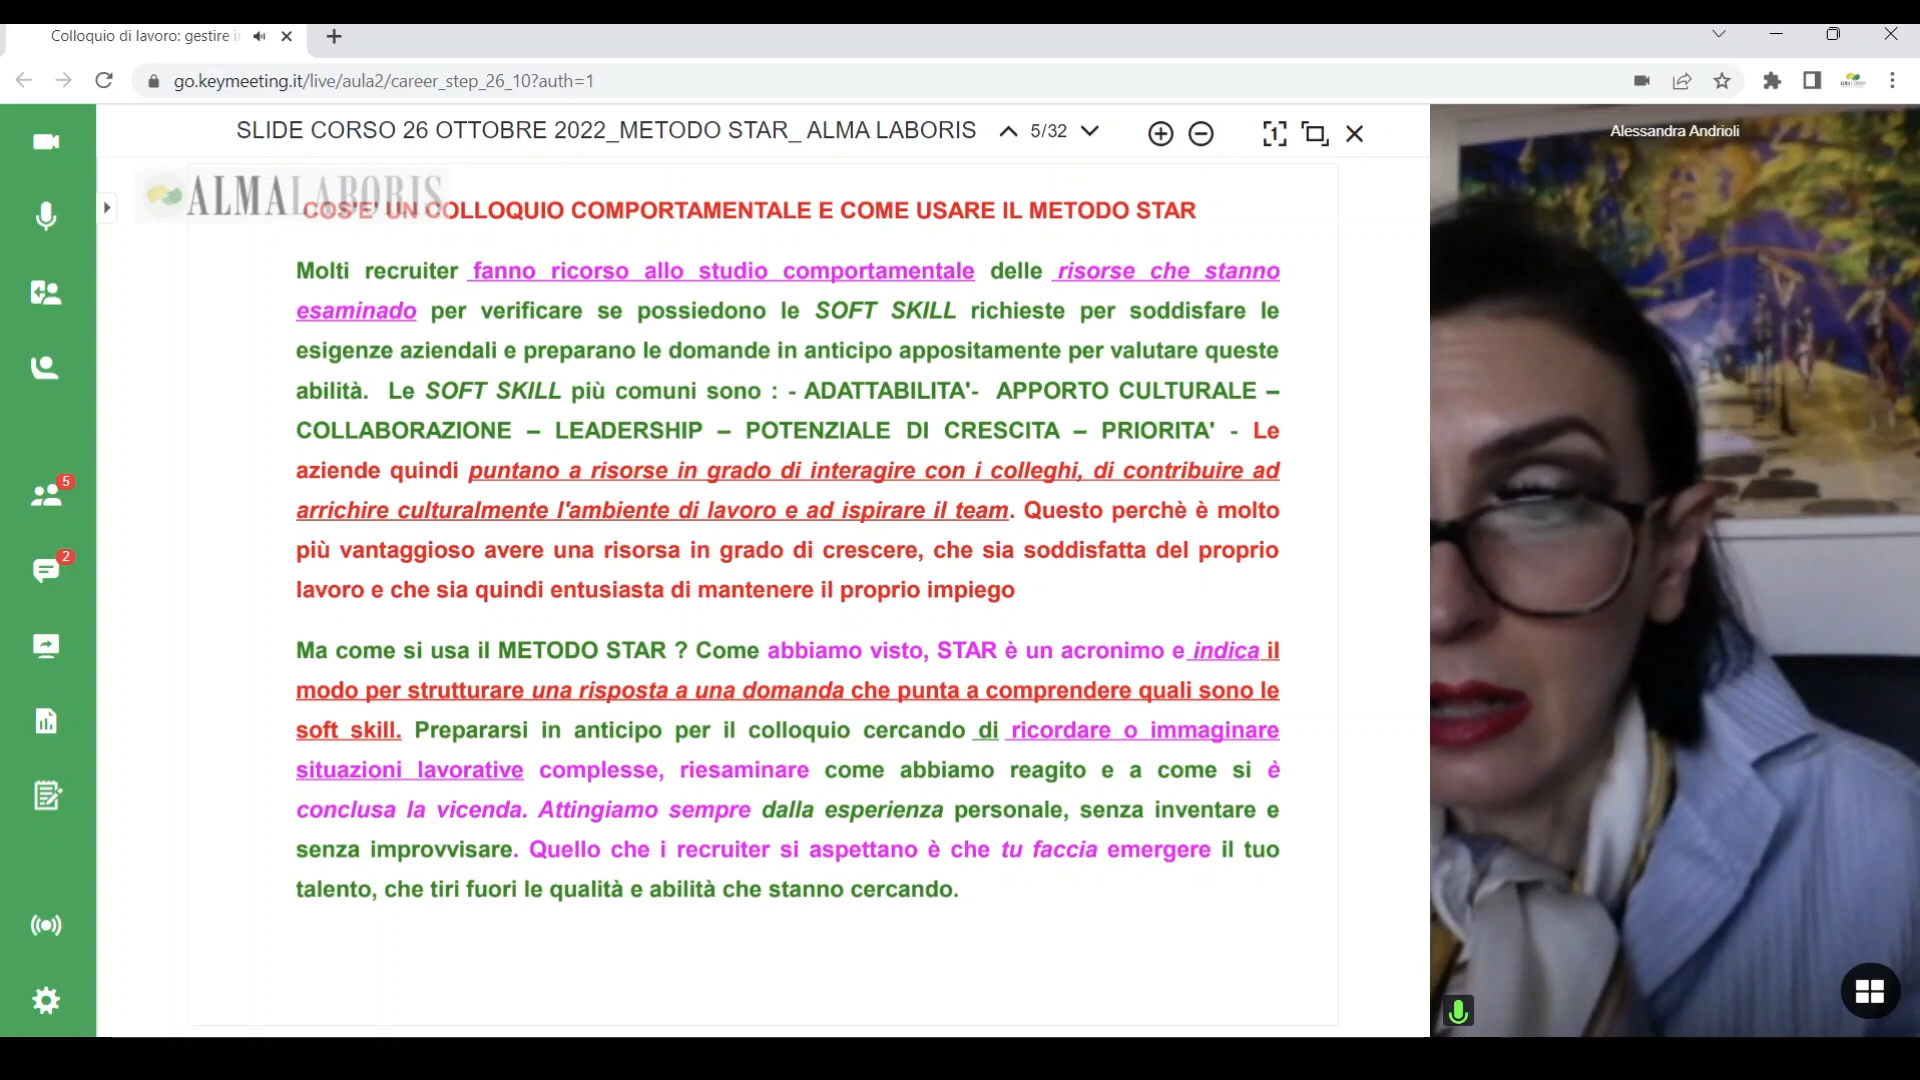 Colloquio di lavoro: gestire
go.keymeeting.it/live/aula2/career_step_26_10?auth=1
SLIDE CORSO 26 OTTOBRE 2022_METODO STAR_ ALMA LABORIS
5/32
Alessandra Andrioli
ALMALABORIS
COS'E' UN COLLOQUIO COMPORTAMENTALE E COME USARE IL METODO STAR
Molti recruiter fanno ricorso allo studio comportamentale delle risorse che stanno
esaminado per verificare se possiedono le SOFT SKILL richieste per soddisfare le
esigenze aziendali e preparano le domande in anticipo appositamente per valutare queste
abilità. Le SOFT SKILL più comuni sono : - ADATTABILITA'- APPORTO CULTURALE –
COLLABORAZIONE – LEADERSHIP – POTENZIALE DI CRESCITA – PRIORITA' - Le
aziende quindi puntano a risorse in grado di interagire con i colleghi, di contribuire ad
arrichire culturalmente l'ambiente di lavoro e ad ispirare il team. Questo perchè è molto
più vantaggioso avere una risorsa in grado di crescere, che sia soddisfatta del proprio
lavoro e che sia quindi entusiasta di mantenere il proprio impiego
Ma come si usa il METODO STAR ? Come abbiamo visto, STAR è un acronimo e indica il
modo per strutturare una risposta a una domanda che punta a comprendere quali sono le
soft skill. Prepararsi in anticipo per il colloquio cercando di ricordare o immaginare
situazioni lavorative complesse, riesaminare come abbiamo reagito e a come si è
conclusa la vicenda. Attingiamo sempre dalla esperienza personale, senza inventare e
senza improvvisare. Quello che i recruiter si aspettano è che tu faccia emergere il tuo
talento, che tiri fuori le qualità e abilità che stanno cercando.
5
2